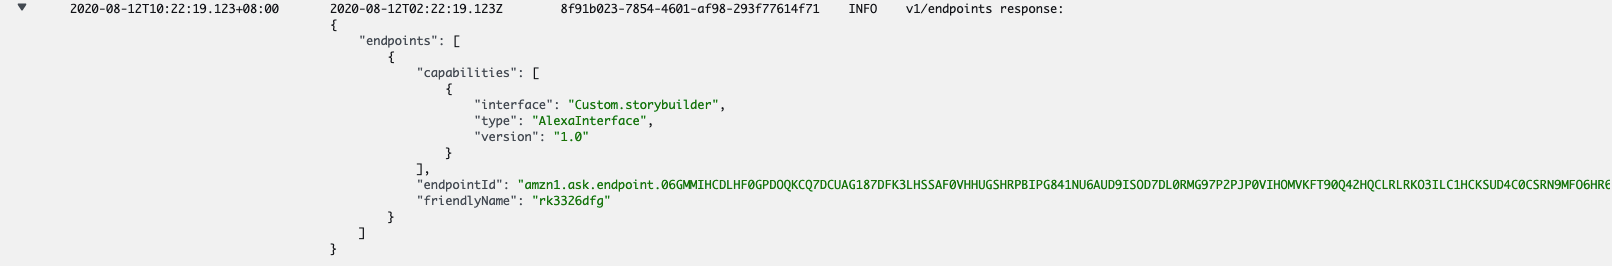 2020-08-12T10:22:19.123+08:00 2020-08-12T02:22:19.123Z 8f91b023-7854-4601-af98-293f77614f71 INFO v1/endpoints response:
{
"endpoints": [
{
"capabilities": [
{
"interface": "Custom.storybuilder",
"type": "AlexaInterface",
"version": "1.0"
}
],
"endpointId": "amzn1.ask.endpoint.06GMMIHCDLHF0GPDOQKCQ7DCUAG187DFK3LHSSAF0VHHUGSHRPBIPG841NU6AUD9ISOD7DL0RMG97P2PJP0VIHOMVKFT90Q42HQCLRLRKO3ILC1HCKSUD4C0CSRN9MFO6HR6
"friendlyName": "rk3326dfg"
}
]
}